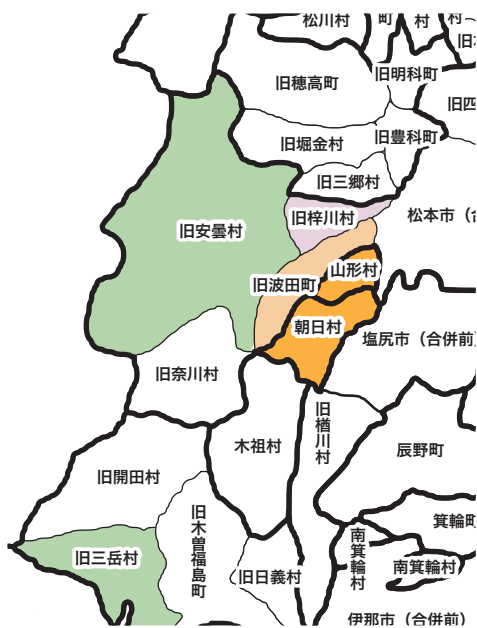 松川村
町
村
村
旧穂高町
旧明科町
旧四
旧堀金村
旧豊科町
旧三郷村
旧梓川村
松本市（合
旧安曇村
山形村
旧波田町
朝日村
塩尻市（合併前）
旧奈川村
旧楢川村
木祖村
辰野町
旧開田村
旧木曽福島町
箕輪町
南箕輪村
旧三岳村
旧日義村
南箕輪村
伊那市（合併前）